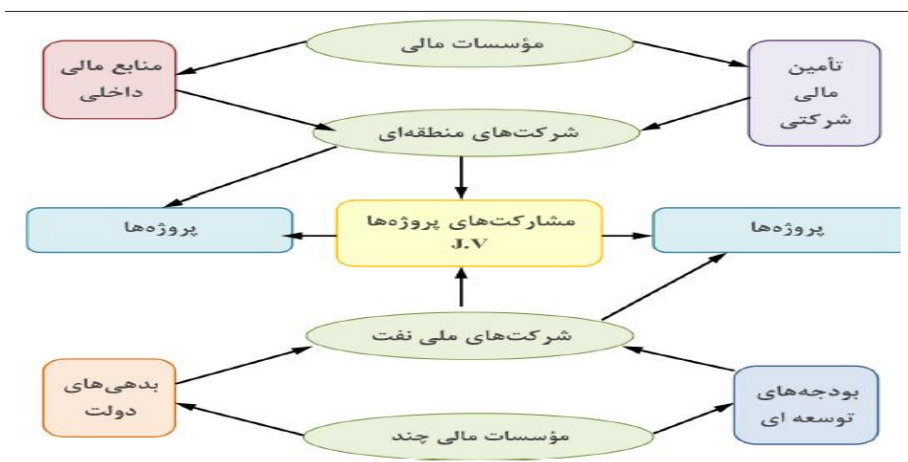 مؤسسات مالی
منابع مالی
داخلی
تأمین
مالی
شرکتی
شرکت‌های منطقه‌ای
پروژه‌ها
مشارکت‌های پروژه‌ها
J.V
پروژه‌ها
شرکت‌های ملی نفت
بدهی‌های
دولت
بودجه‌های
توسعه ای
مؤسسات مالی چند